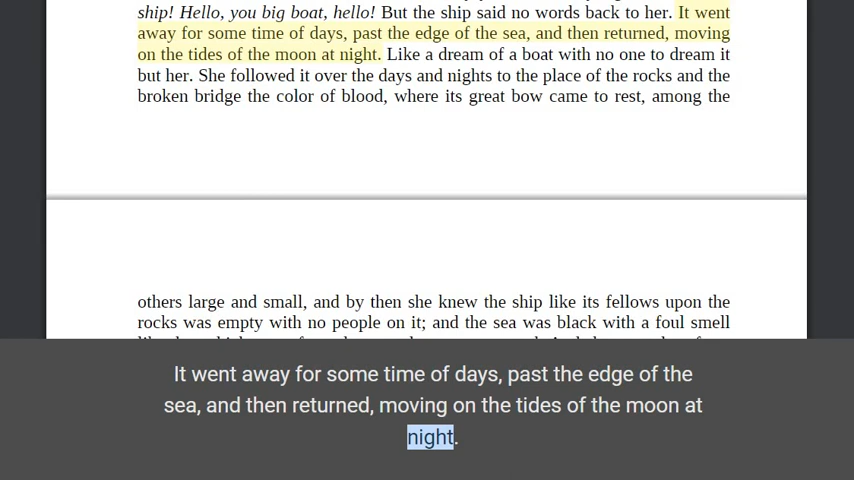 ship! Hello, you big boat, hello! But the ship said no words back to her. It went
away for some time of days, past the edge of the sea, and then returned, moving
on the tides of the moon at night. Like a dream of a boat with no one to dream it
but her. She followed it over the days and nights to the place of the rocks and the
broken bridge the color of blood, where its great bow came to rest, among the
others large and small, and by then she knew the ship like its fellows upon the
rocks was empty with no people on it; and the sea was black with a foul smell
It went away for some time of days, past the edge of the
sea, and then returned, moving on the tides of the moon at
night.